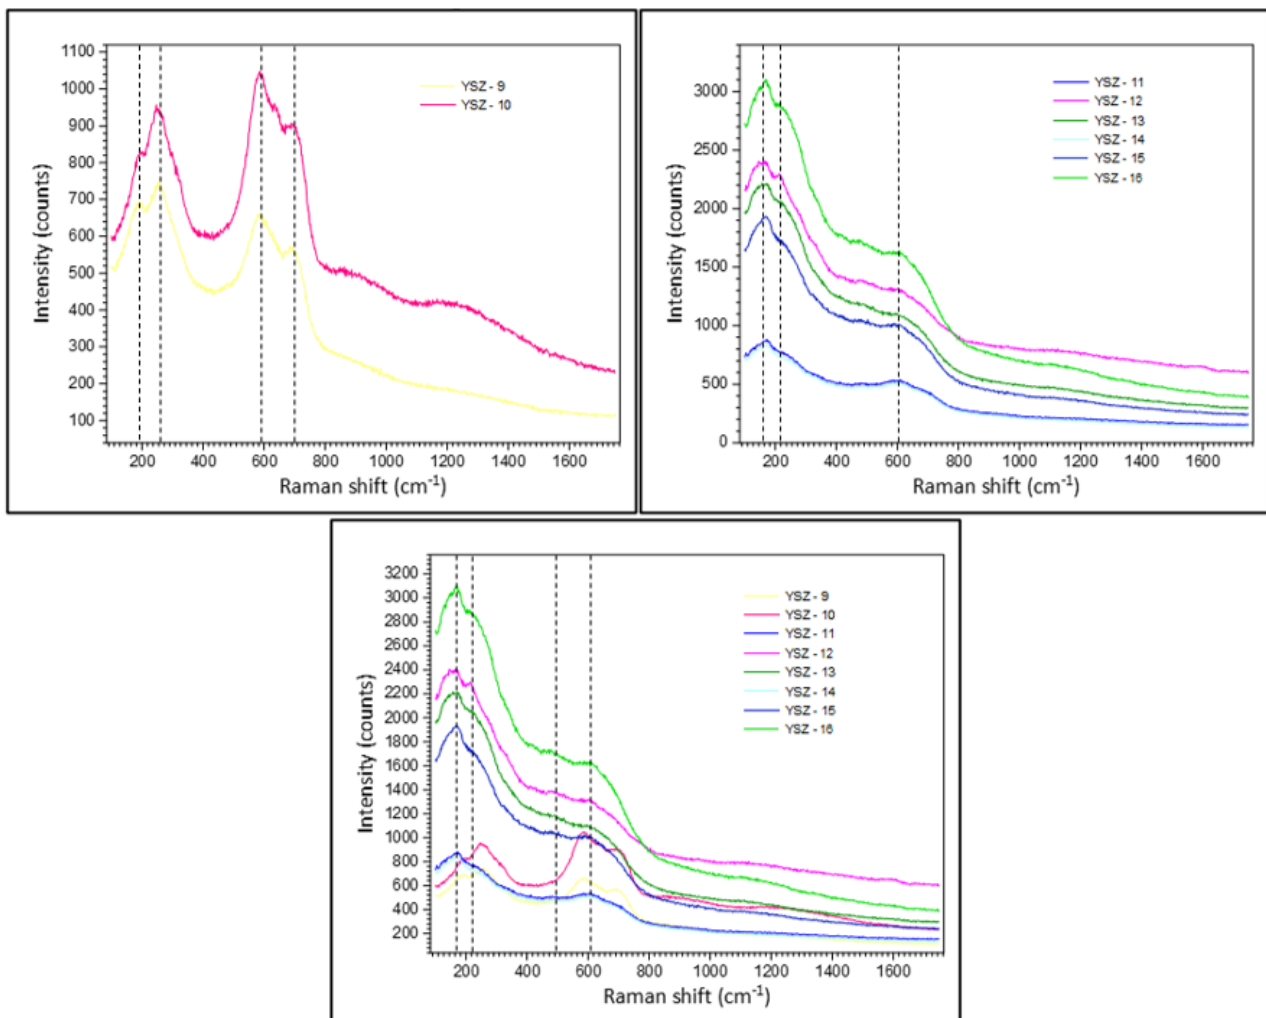 1100
1000
900
800
700
600
500
400
300
200
100
Intensity (counts)
YSZ - 9
YSZ - 10
200 400 600 800 1000 1200 1400 1600
Raman shift (cm⁻¹)
3000
2500
2000
1500
1000
500
0
Intensity (counts)
YSZ - 11
YSZ - 12
YSZ - 13
YSZ - 14
YSZ - 15
YSZ - 16
200 400 600 800 1000 1200 1400 1600
Raman shift (cm⁻¹)
3200
3000
2800
2600
2400
2200
2000
1800
1600
1400
1200
1000
800
600
400
200
Intensity (counts)
YSZ - 9
YSZ - 10
YSZ - 11
YSZ - 12
YSZ - 13
YSZ - 14
YSZ - 15
YSZ - 16
200 400 600 800 1000 1200 1400 1600
Raman shift (cm⁻¹)